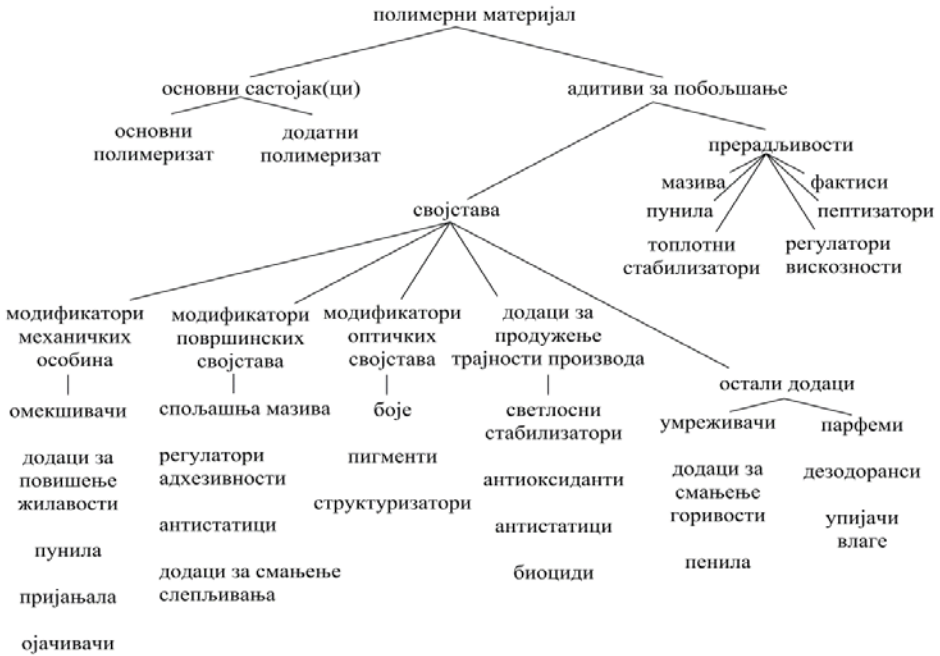 полимерни материјал
основни састојак(ци)
адитиви за побољшање
основни
полимеризат
додатни
полимеризат
прерадљивости
мазива
фактиси
пунила
пептизатори
топлотни
стабилизатори
регулатори
вискозности
својстава
модификатори
механичких
особина
модификатори
површинских
својстава
модификатори
оптичких
својстава
додаци за
продужење
трајности производа
остали додаци
омекшивачи
додаци за
повишење
жилавости
пунила
пријањала
ојачивачи
спољашња мазива
регулатори
адхезивности
антистатици
додаци за смањење
слепљивања
боје
пигменти
структуризатори
светлосни
стабилизатори
антиоксиданти
антистатици
биоциди
умреживачи
додаци за
смањење
горивости
пенила
парфеми
дезодоранси
упијачи
влаге